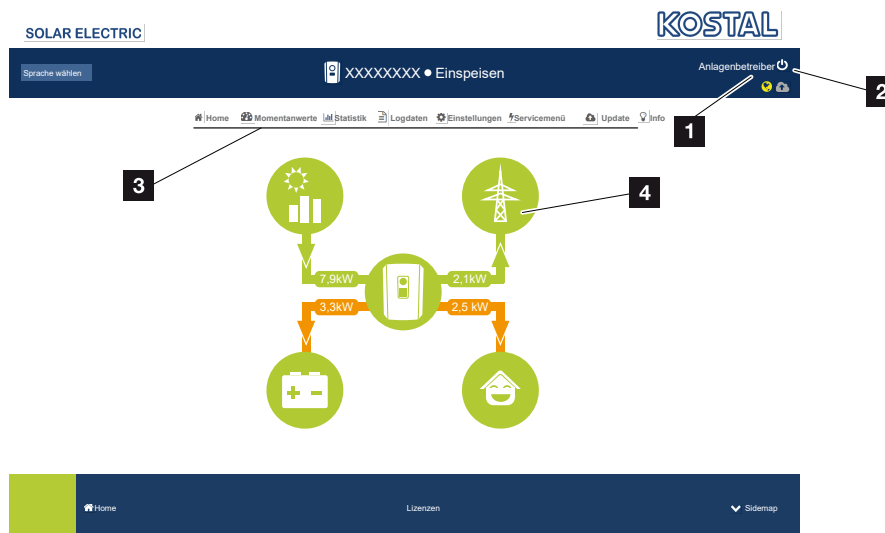 SOLAR ELECTRIC
KOSTAL
Sprache wählen
XXXXXXXX ● Einspeisen
Anlagenbetreiber
2
1
Home Momentanwerte Statistik Logdaten Einstellungen Servicemenü Update Info
3
4
7,9kW
2,1kW
3,3kW
2,5 kW
Home
Lizenzen
Sidemap